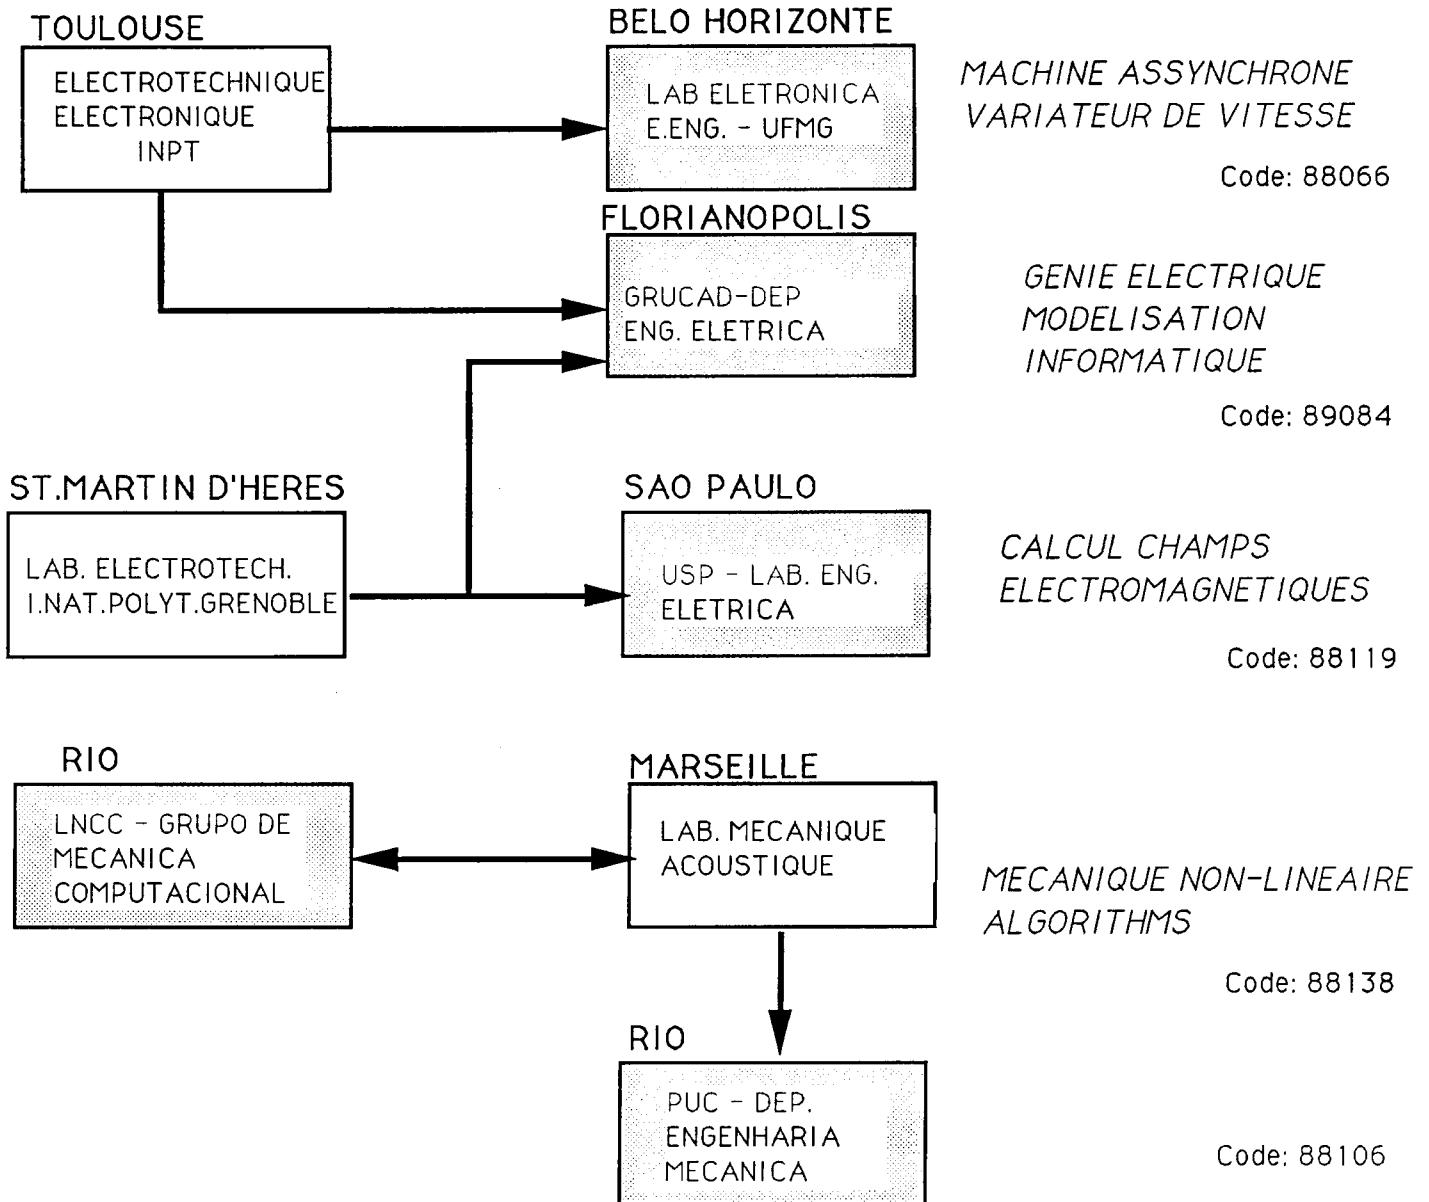 TOULOUSE
ELECTROTECHNIQUE
ELECTRONIQUE
INPT
BELO HORIZONTE
LAB ELETRONICA
E.ENG. - UFMG
MACHINE ASSYNCHRONE
VARIATEUR DE VITESSE
Code: 88066
FLORIANOPOLIS
GRUCAD-DEP
ENG. ELETRICA
GENIE ELECTRIQUE
MODELISATION
INFORMATIQUE
Code: 89084
ST.MARTIN D'HERES
LAB. ELECTROTECH.
I.NAT.POLYT.GRENOBLE
SAO PAULO
USP - LAB. ENG.
ELETRICA
CALCUL CHAMPS
ELECTROMAGNETIQUES
Code: 88119
RIO
LNCC - GRUPO DE
MECANICA
COMPUTACIONAL
MARSEILLE
LAB. MECANIQUE
ACOUSTIQUE
MECANIQUE NON-LINEAIRE
ALGORITHMS
Code: 88138
RIO
PUC - DEP.
ENGENHARIA
MECANICA
Code: 88106